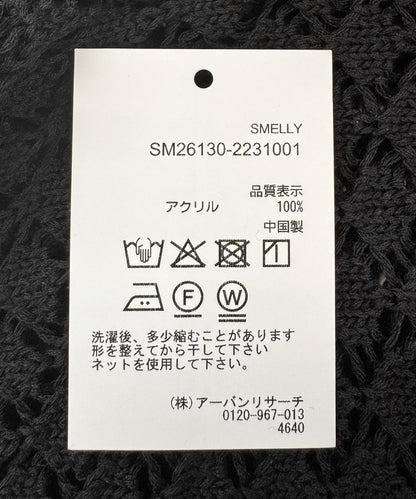 SMELLY
SM26130-2231001
品質表示
アクリル 100%
中国製
F W
洗濯後、多少縮むことがあります
形を整えてから干して下さい
ネットを使用して下さい。
(株)アーバンリサーチ
0120-967-013
4640